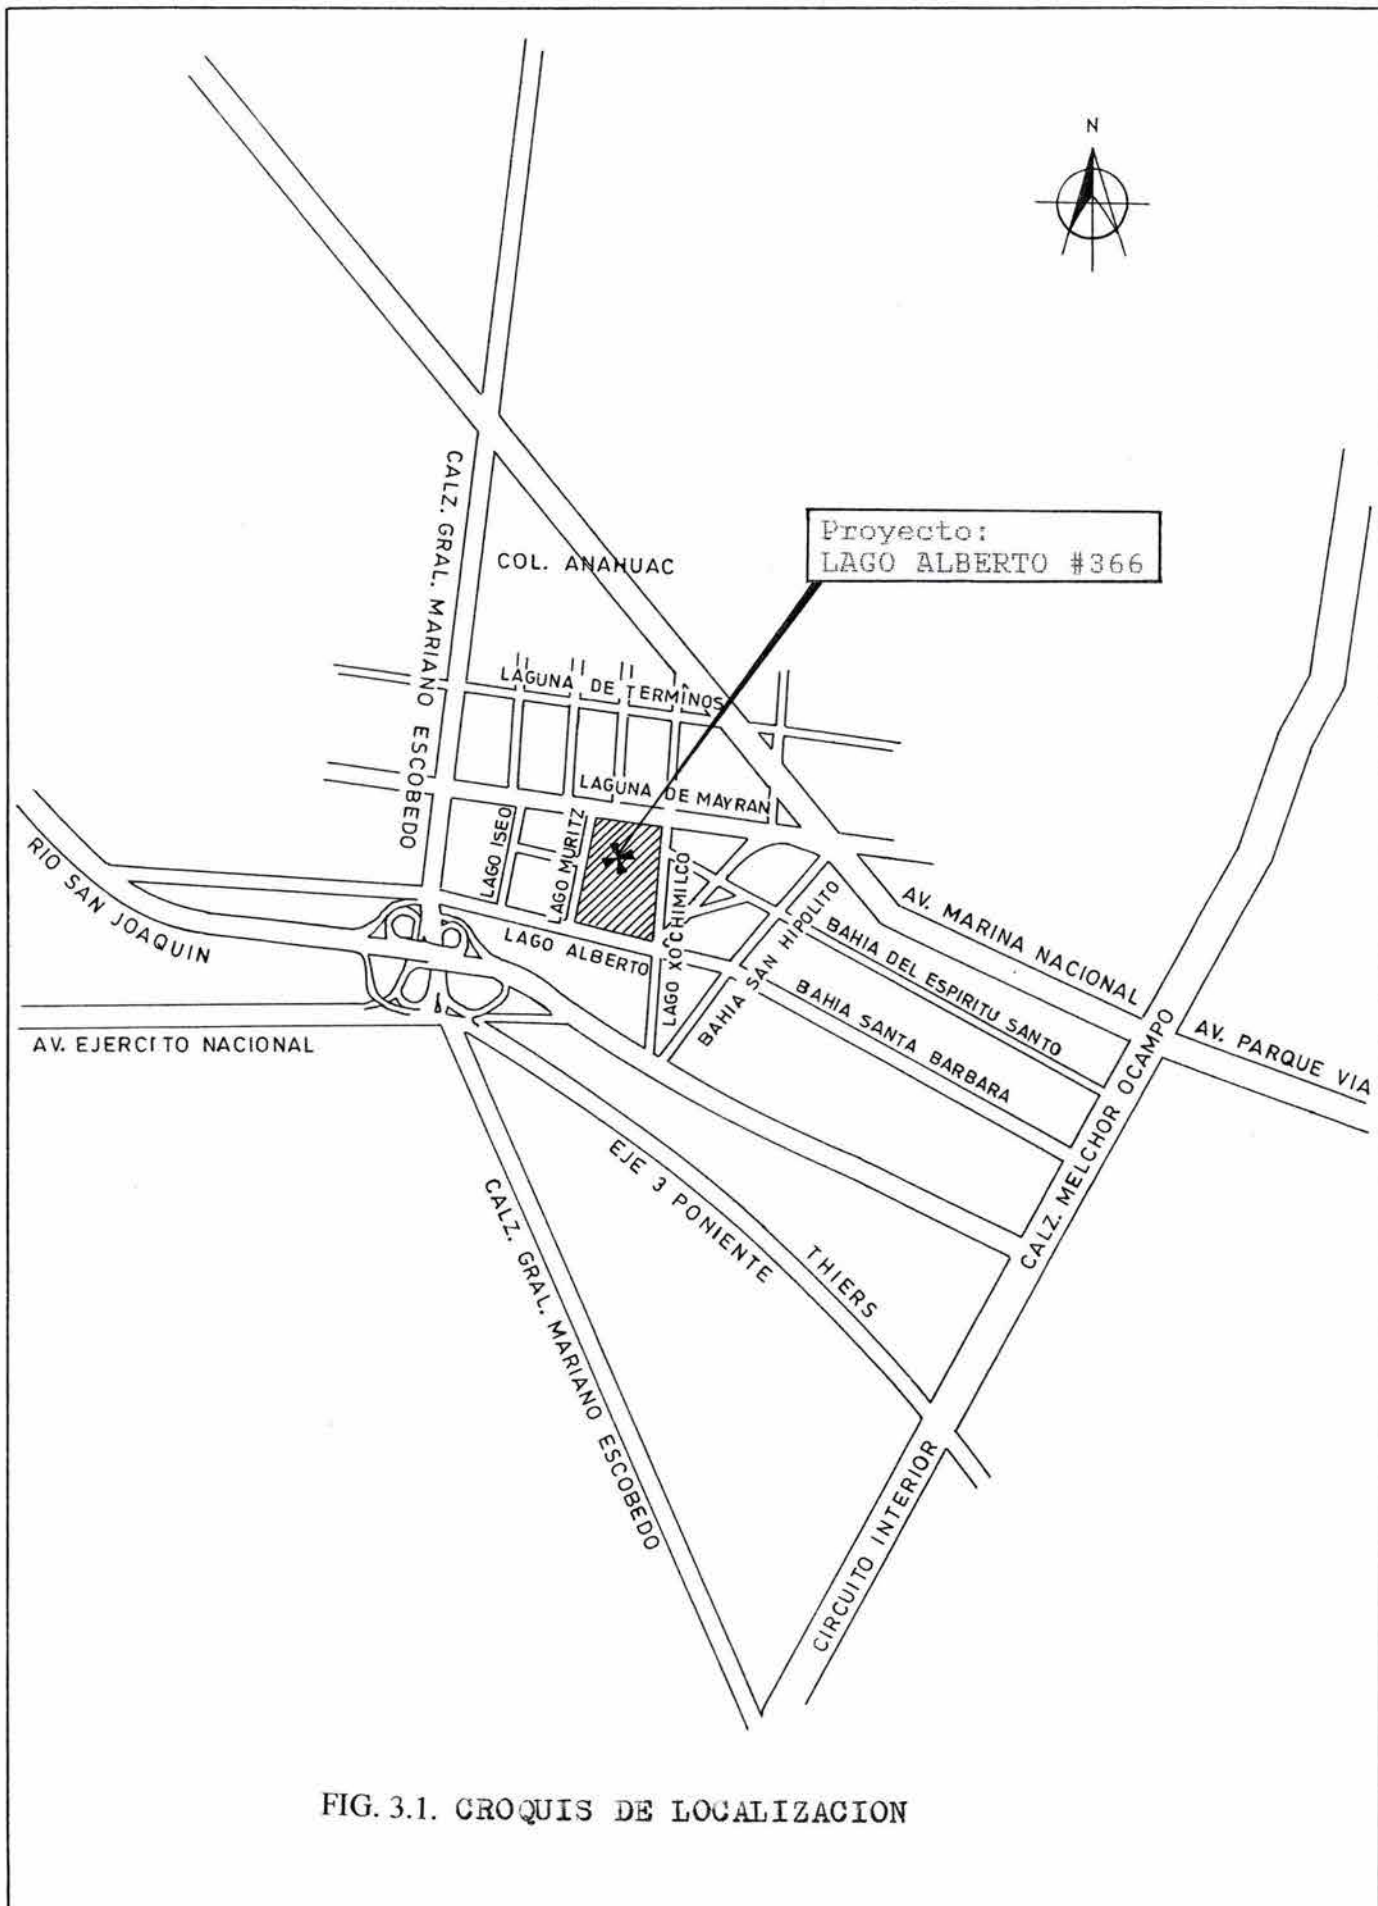 N
Proyecto:
LAGO ALBERTO #366
COL. ANAHUAC
CALZ. GRAL. MARIANO ESCOBEDO
LAGUNA DE TERMINOS
LAGUNA DE MAYRAN
LAGO ISEO
LAGO MURITZ
LAGO XOCHIMILCO
LAGO ALBERTO
RIO SAN JOAQUIN
AV. EJERCITO NACIONAL
BAHIA SAN HIPOLITO
AV. MARINA NACIONAL
BAHIA DEL ESPIRITU SANTO
BAHIA SANTA BARBARA
AV. PARQUE VIA
CALZ. MELCHOR OCAMPO
EJE 3 PONIENTE
THIERS
CALZ. GRAL. MARIANO ESCOBEDO
CIRCUITO INTERIOR
FIG. 3.1. CROQUIS DE LOCALIZACION